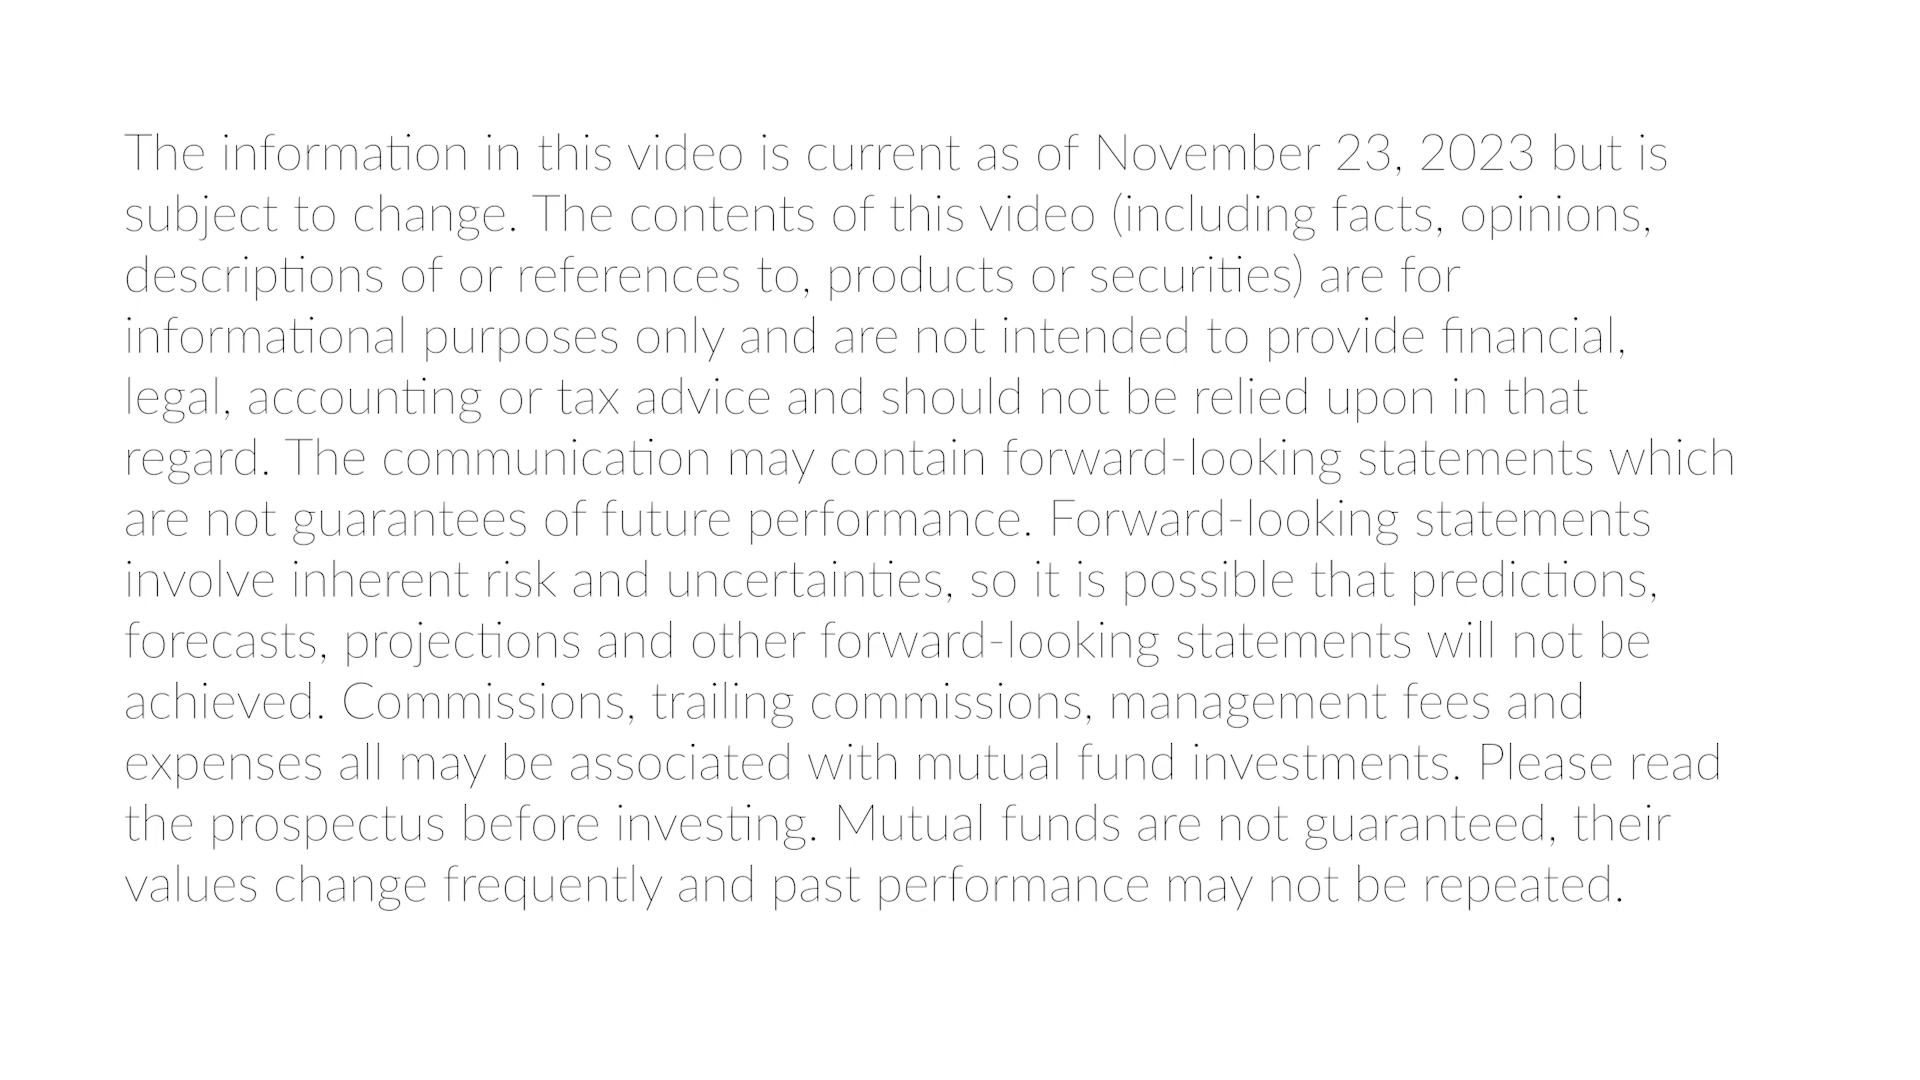 The information in this video is current as of November 23, 2023 but is
subject to change. The contents of this video (including facts, opinions,
descriptions of or references to, products or securities) are for
informational purposes only and are not intended to provide financial,
legal, accounting or tax advice and should not be relied upon in that
regard. The communication may contain forward-looking statements which
are not guarantees of future performance. Forward-looking statements
involve inherent risk and uncertainties, so it is possible that predictions,
forecasts, projections and other forward-looking statements will not be
achieved. Commissions, trailing commissions, management fees and
expenses all may be associated with mutual fund investments. Please read
the prospectus before investing. Mutual funds are not guaranteed, their
values change frequently and past performance may not be repeated.